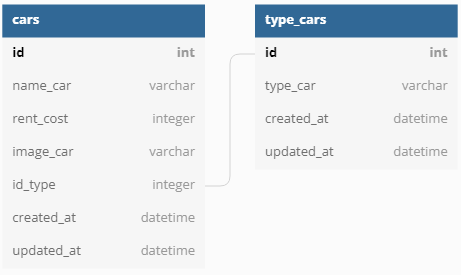 cars
id int
name_car varchar
rent_cost integer
image_car varchar
id_type integer
created_at datetime
updated_at datetime
type_cars
id int
type_car varchar
created_at datetime
updated_at datetime